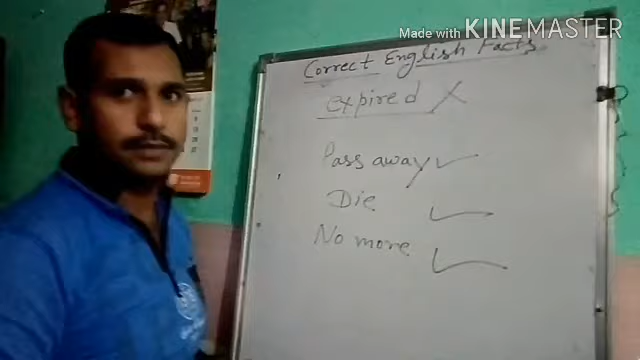 Made with KINEMASTER
Correct English Facts
Expired X
Pass away ✓
Die ✓
No more ✓